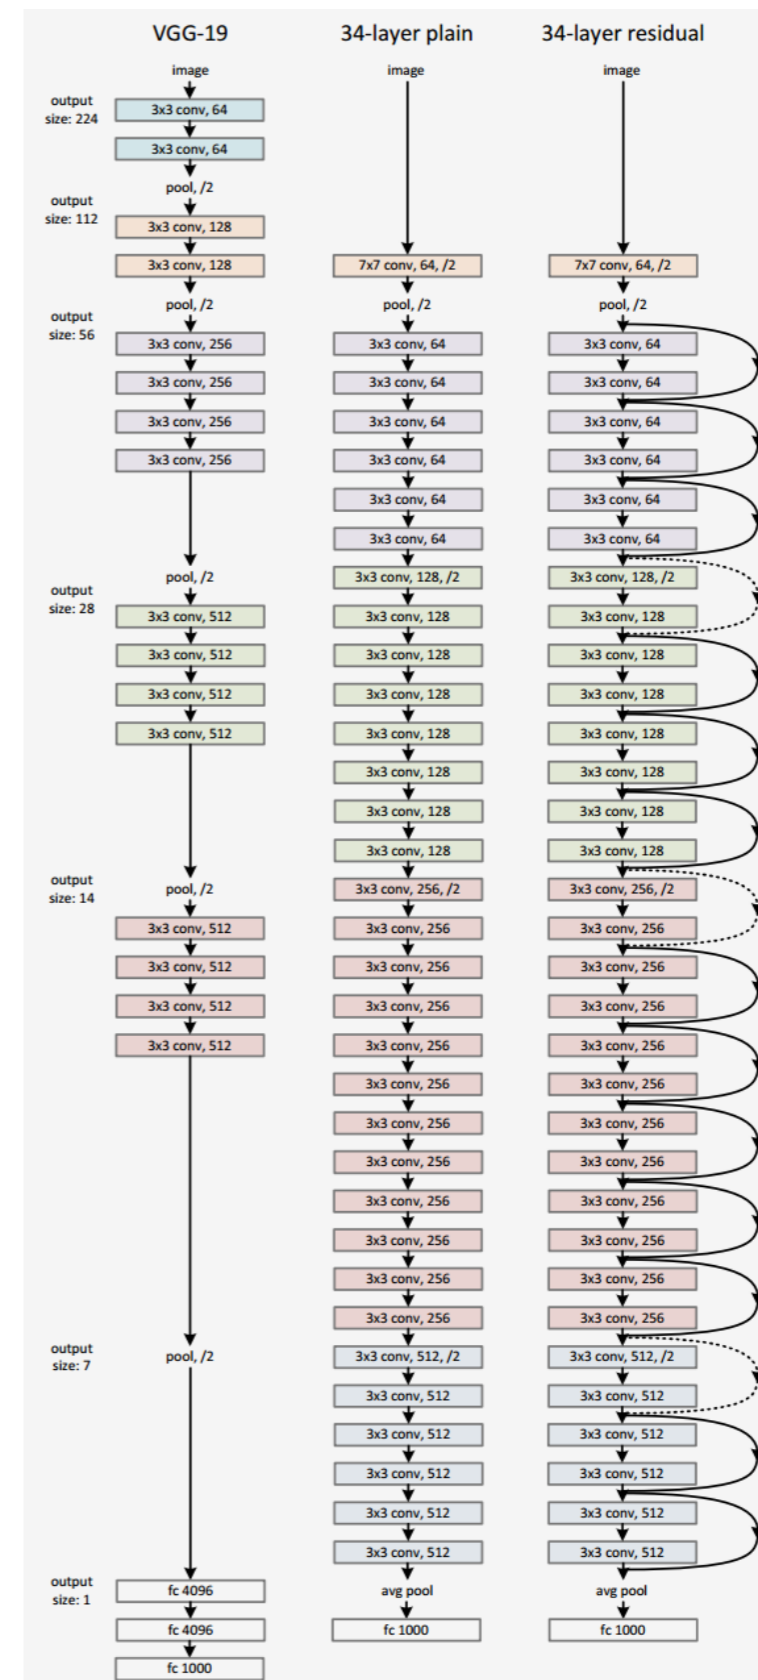 VGG-19
34-layer plain
34-layer residual
output
size: 224
output
size: 112
output
size: 56
output
size: 28
output
size: 14
output
size: 7
output
size: 1
image
3x3 conv, 64
3x3 conv, 64
pool, /2
3x3 conv, 128
3x3 conv, 128
pool, /2
3x3 conv, 256
3x3 conv, 256
3x3 conv, 256
3x3 conv, 256
pool, /2
3x3 conv, 512
3x3 conv, 512
3x3 conv, 512
3x3 conv, 512
pool, /2
3x3 conv, 512
3x3 conv, 512
3x3 conv, 512
3x3 conv, 512
pool, /2
fc 4096
fc 4096
fc 1000
image
7x7 conv, 64, /2
pool, /2
3x3 conv, 64
3x3 conv, 64
3x3 conv, 64
3x3 conv, 64
3x3 conv, 64
3x3 conv, 64
3x3 conv, 128, /2
3x3 conv, 128
3x3 conv, 128
3x3 conv, 128
3x3 conv, 128
3x3 conv, 128
3x3 conv, 128
3x3 conv, 128
3x3 conv, 256, /2
3x3 conv, 256
3x3 conv, 256
3x3 conv, 256
3x3 conv, 256
3x3 conv, 256
3x3 conv, 256
3x3 conv, 256
3x3 conv, 256
3x3 conv, 256
3x3 conv, 256
3x3 conv, 256
3x3 conv, 512, /2
3x3 conv, 512
3x3 conv, 512
3x3 conv, 512
3x3 conv, 512
3x3 conv, 512
avg pool
fc 1000
image
7x7 conv, 64, /2
pool, /2
3x3 conv, 64
3x3 conv, 64
3x3 conv, 64
3x3 conv, 64
3x3 conv, 64
3x3 conv, 64
3x3 conv, 128, /2
3x3 conv, 128
3x3 conv, 128
3x3 conv, 128
3x3 conv, 128
3x3 conv, 128
3x3 conv, 128
3x3 conv, 128
3x3 conv, 256, /2
3x3 conv, 256
3x3 conv, 256
3x3 conv, 256
3x3 conv, 256
3x3 conv, 256
3x3 conv, 256
3x3 conv, 256
3x3 conv, 256
3x3 conv, 256
3x3 conv, 256
3x3 conv, 256
3x3 conv, 512, /2
3x3 conv, 512
3x3 conv, 512
3x3 conv, 512
3x3 conv, 512
3x3 conv, 512
avg pool
fc 1000